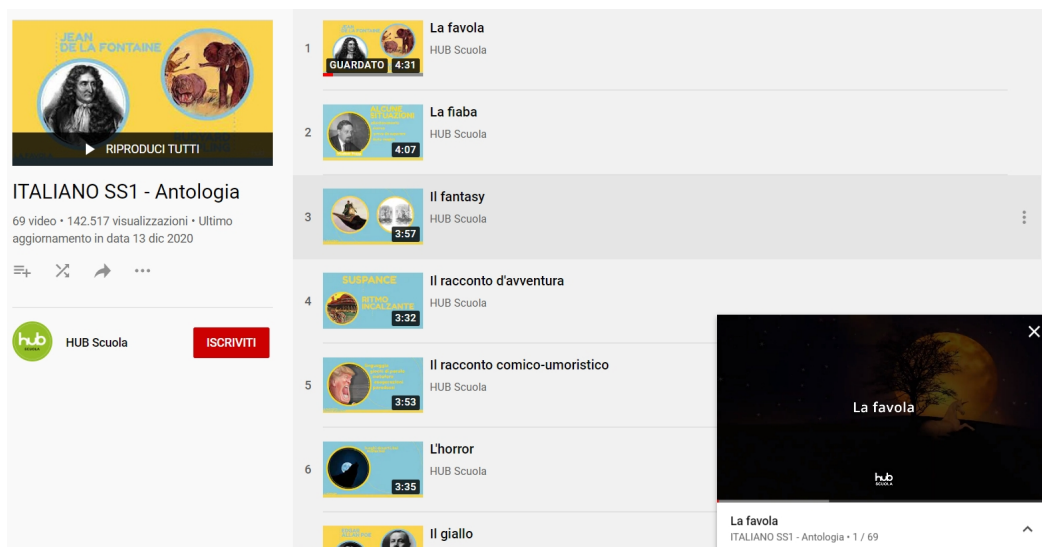 JEAN
DE LA FONTAINE
RIPRODUCI TUTTI
ITALIANO SS1 - Antologia
69 video • 142.517 visualizzazioni • Ultimo
aggiornamento in data 13 dic 2020
hub
SCUOLA
HUB Scuola
ISCRIVITI
1
GUARDATO
4:31
La favola
HUB Scuola
2
ALCUNE
SITUAZIONI
4:07
La fiaba
HUB Scuola
3
3:57
Il fantasy
HUB Scuola
4
SUSPANCE
RITMO
INCALZANTE
3:32
Il racconto d'avventura
HUB Scuola
5
3:53
Il racconto comico-umoristico
HUB Scuola
6
3:35
L'horror
HUB Scuola
Il giallo
La favola
hub
SCUOLA
La favola
ITALIANO SS1 - Antologia • 1 / 69